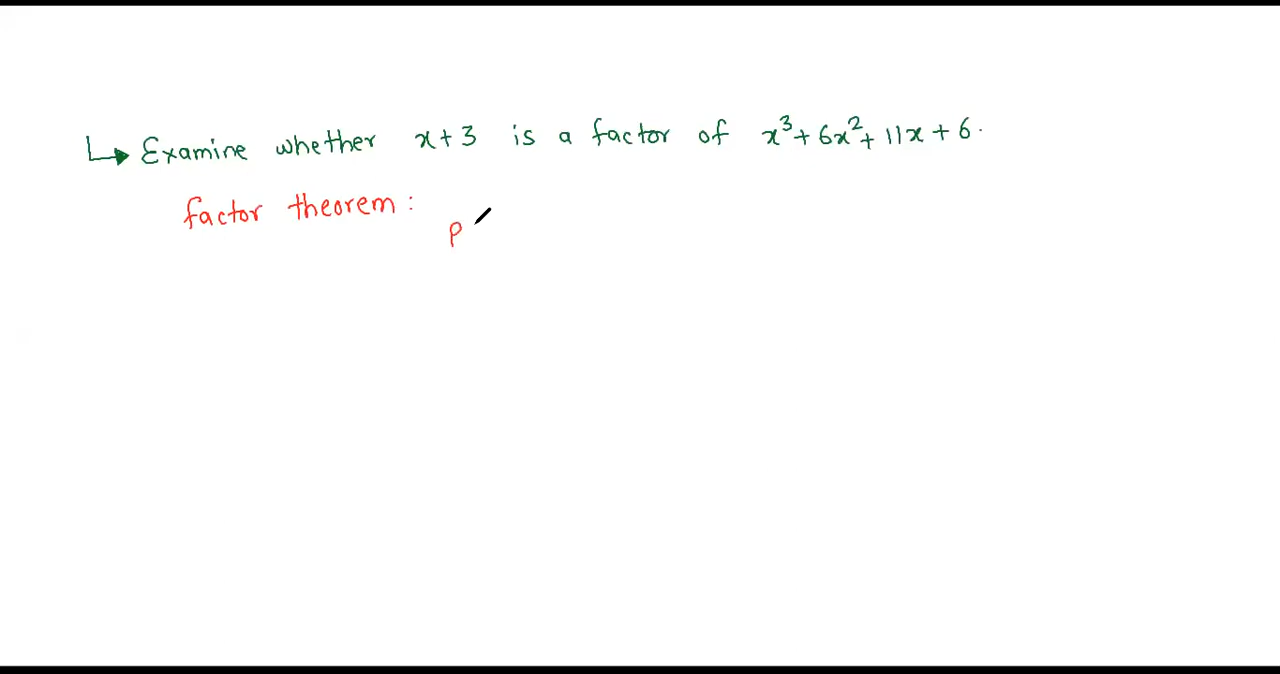 ↳ Examine whether x+3 is a factor of x³+6x²+11x+6.
factor theorem:
p